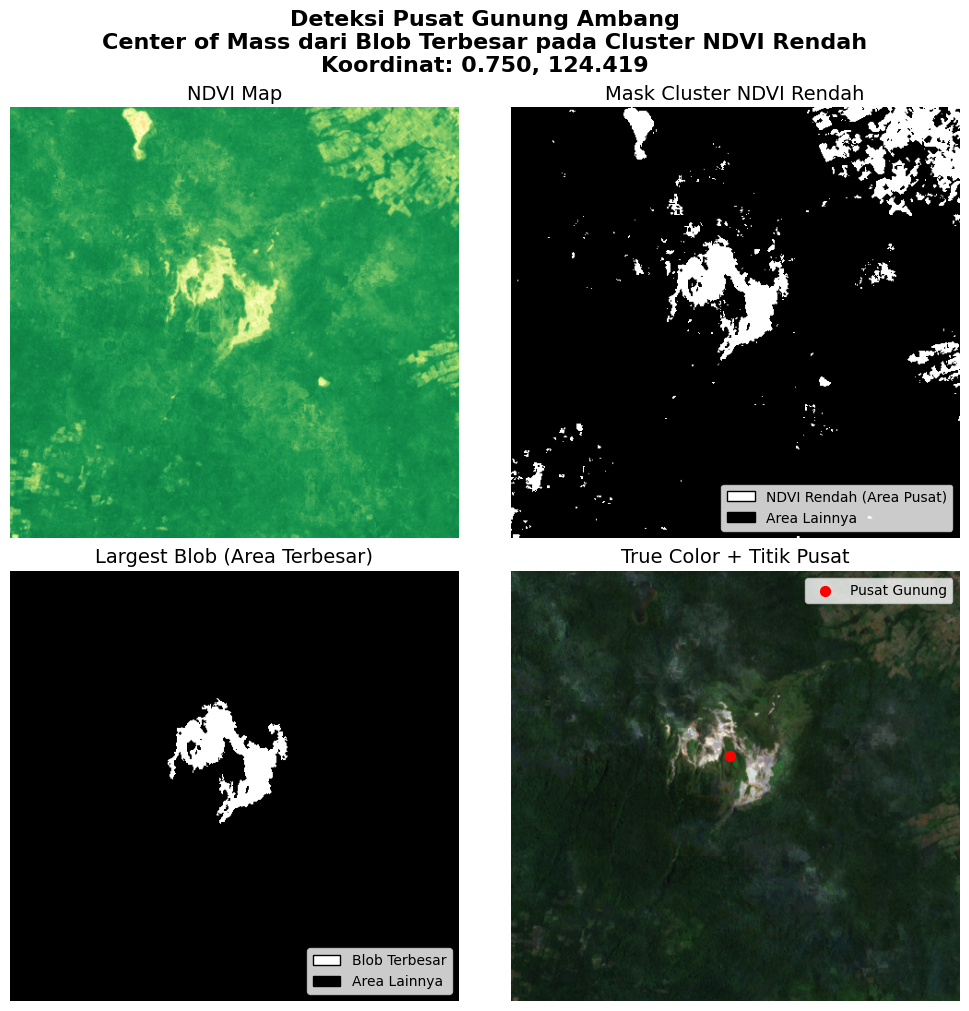 Deteksi Pusat Gunung Ambang
Center of Mass dari Blob Terbesar pada Cluster NDVI Rendah
Koordinat: 0.750, 124.419
NDVI Map
Mask Cluster NDVI Rendah
NDVI Rendah (Area Pusat)
Area Lainnya
Largest Blob (Area Terbesar)
True Color + Titik Pusat
Blob Terbesar
Area Lainnya
Pusat Gunung